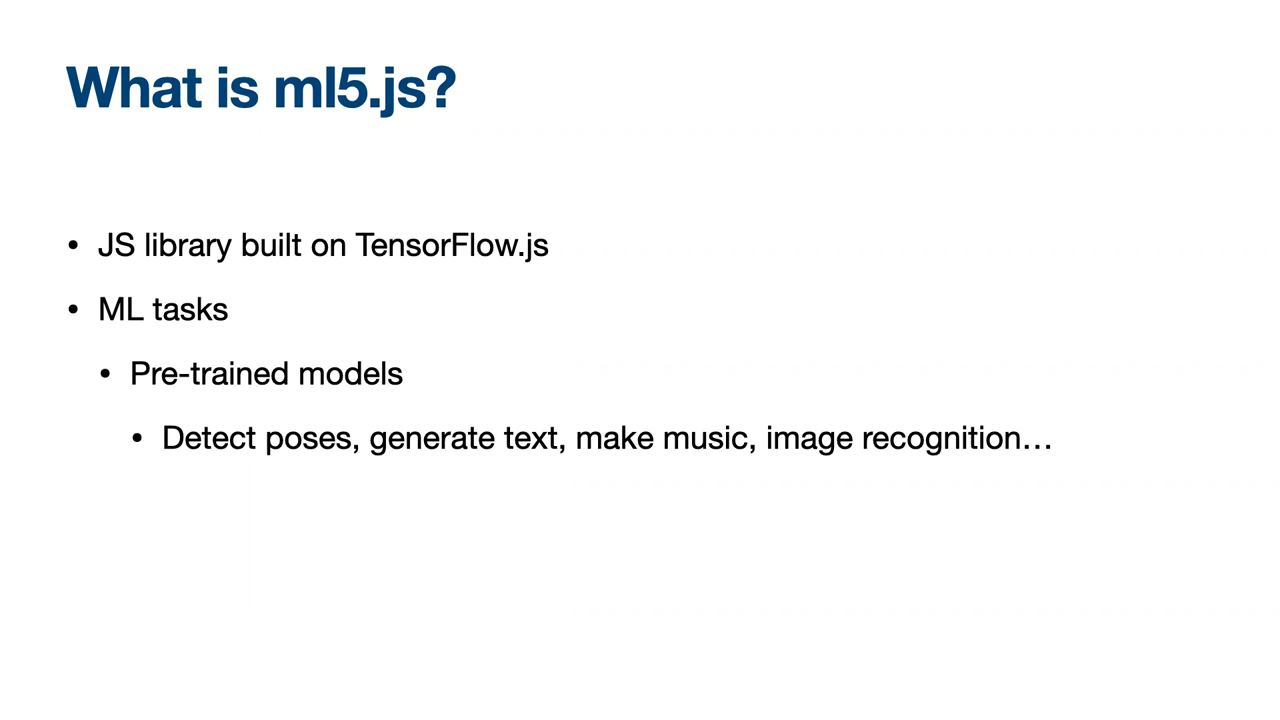 What is ml5.js?
• JS library built on TensorFlow.js
• ML tasks
• Pre-trained models
• Detect poses, generate text, make music, image recognition…